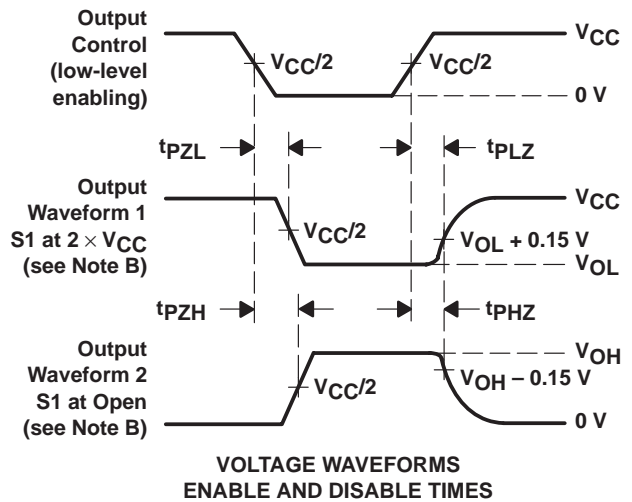 Output
Control
(low-level
enabling)
VCC
VCC/2
VCC/2
0 V
tPZL
tPLZ
Output
Waveform 1
S1 at 2 × VCC
(see Note B)
VCC
VCC/2
VOL + 0.15 V
VOL
tPZH
tPHZ
Output
Waveform 2
S1 at Open
(see Note B)
VOH
VCC/2
VOH – 0.15 V
0 V
VOLTAGE WAVEFORMS
ENABLE AND DISABLE TIMES